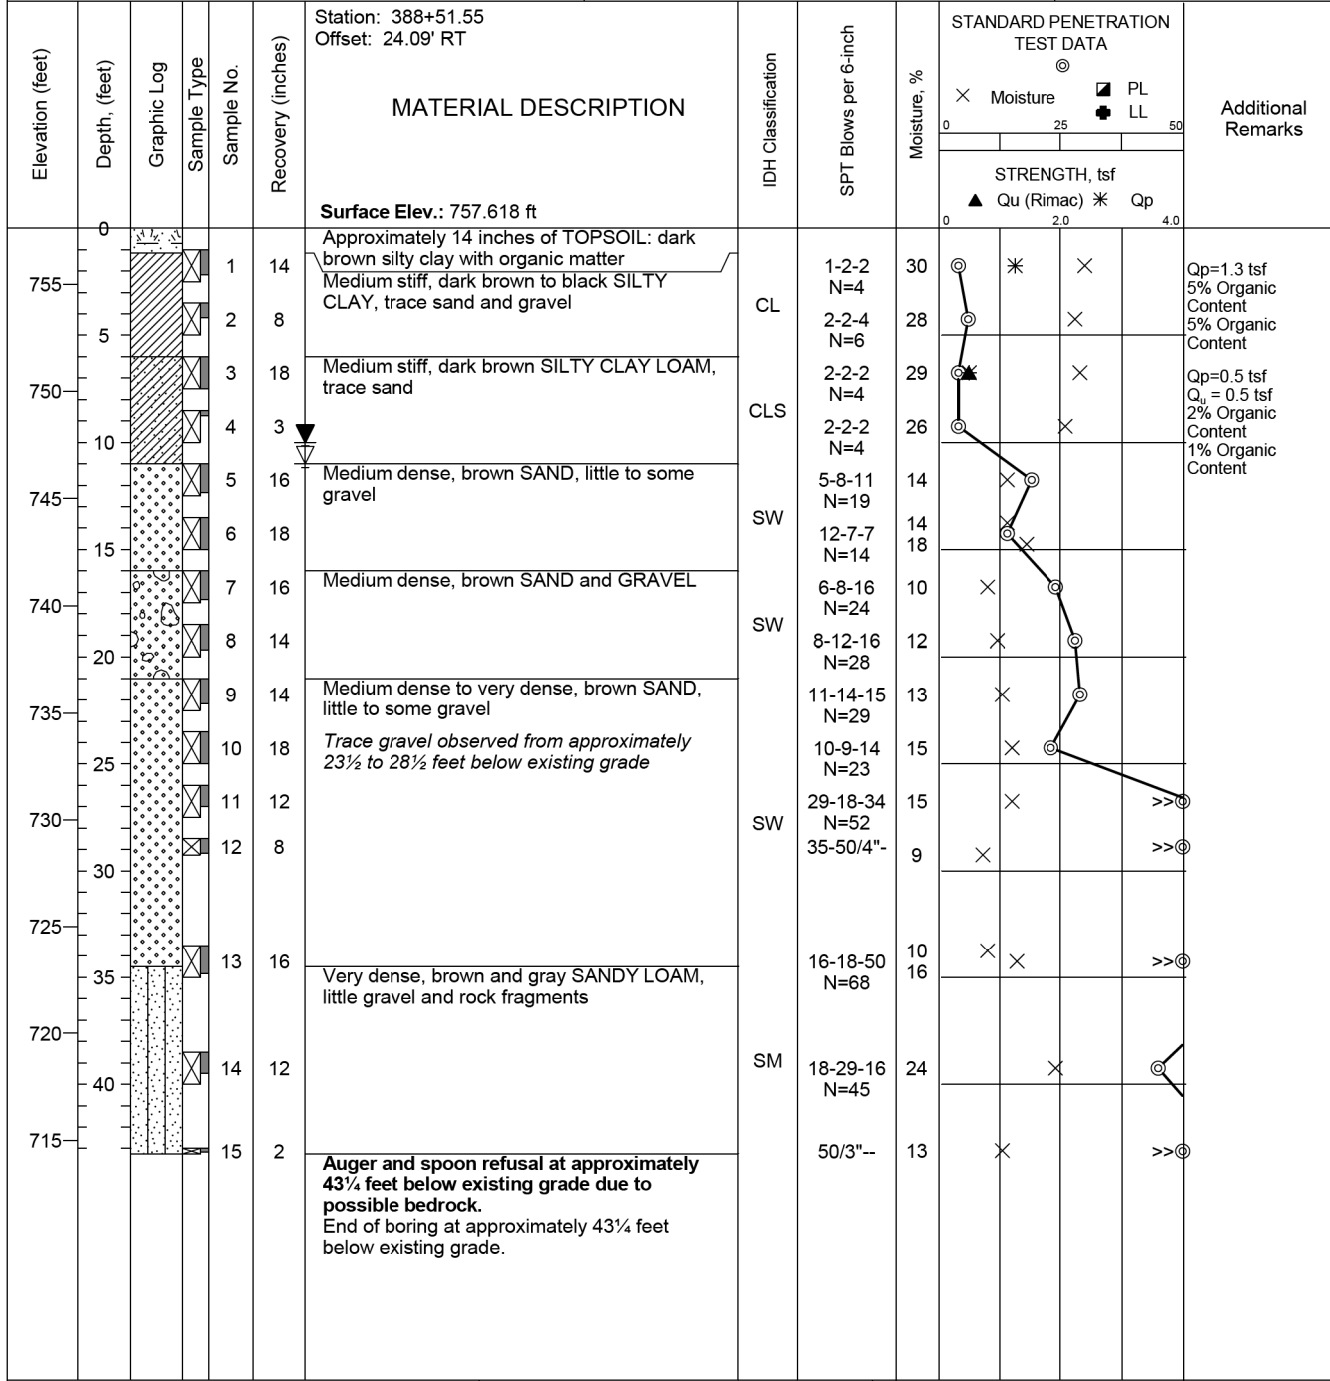 Station: 388+51.55
Offset: 24.09' RT
Elevation (feet)
Depth, (feet)
Graphic Log
Sample Type
Sample No.
Recovery (inches)
MATERIAL DESCRIPTION
Surface Elev.: 757.618 ft
IDH Classification
SPT Blows per 6-inch
Moisture, %
STANDARD PENETRATION
TEST DATA
Moisture
PL
LL
0 25 50
STRENGTH, tsf
Qu (Rimac) Qp
0 2.0 4.0
Additional
Remarks
0
Approximately 14 inches of TOPSOIL: dark
brown silty clay with organic matter
1 14 1-2-2 30
N=4
755
Medium stiff, dark brown to black SILTY
CLAY, trace sand and gravel
CL
Qp=1.3 tsf
5% Organic
Content
5% Organic
Content
2 8 2-2-4 28
N=6
5
Medium stiff, dark brown SILTY CLAY LOAM,
trace sand
3 18 2-2-2 29
N=4
750
CLS
Qp=0.5 tsf
Qu = 0.5 tsf
2% Organic
Content
1% Organic
Content
4 3 2-2-2 26
N=4
10
Medium dense, brown SAND, little to some
gravel
5 16 5-8-11 14
N=19
745
SW
6 18 12-7-7 14
18
N=14
15
Medium dense, brown SAND and GRAVEL
7 16 6-8-16 10
N=24
740
SW
8 14 8-12-16 12
N=28
20
Medium dense to very dense, brown SAND,
little to some gravel
9 14 11-14-15 13
N=29
735
Trace gravel observed from approximately
23½ to 28½ feet below existing grade
10 18 10-9-14 15
N=23
25
11 12 29-18-34 15 >>
N=52
730
SW
12 8 35-50/4"- 9 >>
30
725
13 16 16-18-50 10
16 >>
N=68
35
Very dense, brown and gray SANDY LOAM,
little gravel and rock fragments
720
SM
14 12 18-29-16 24
N=45
40
715
15 2 50/3"-- 13 >>
Auger and spoon refusal at approximately
43¼ feet below existing grade due to
possible bedrock.
End of boring at approximately 43¼ feet
below existing grade.